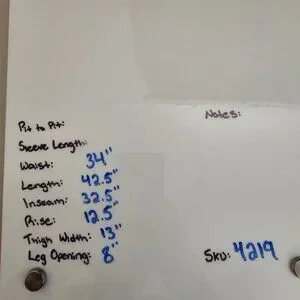 Notes:
Pit to Pit:
Sleeve Length:
Waist: 34"
Length: 42.5"
Inseam: 32.5"
Rise: 12.5"
Thigh Width: 13"
Leg Opening: 8"
SKU: 4219